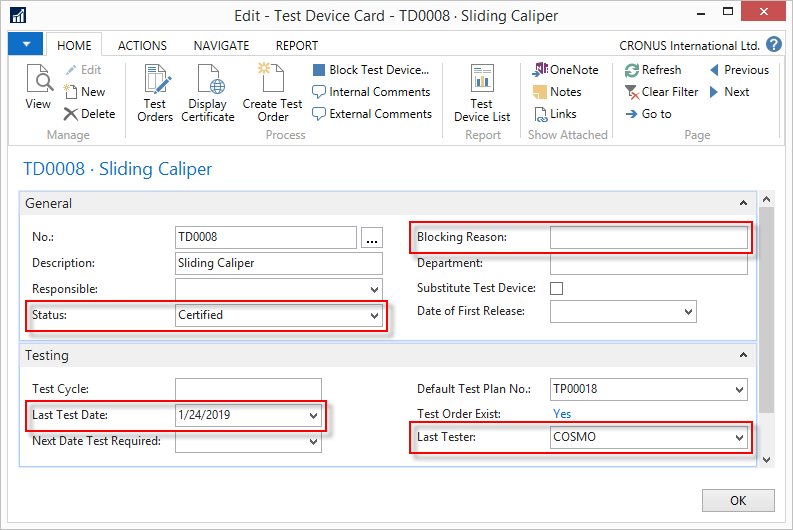 Edit - Test Device Card - TD0008 · Sliding Caliper
HOME ACTIONS NAVIGATE REPORT CRONUS International Ltd. ?
View
Edit
New
Delete
Manage
Test Orders
Display Certificate
Create Test Order
Block Test Device...
Internal Comments
External Comments
Process
Test Device List
Report
OneNote
Notes
Links
Show Attached
Refresh
Clear Filter
Go to
Previous
Next
Page
TD0008 · Sliding Caliper
General
No.: TD0008 ...
Description: Sliding Caliper
Responsible:
Status: Certified
Blocking Reason:
Department:
Substitute Test Device:
Date of First Release:
Testing
Test Cycle:
Last Test Date: 1/24/2019
Next Date Test Required:
Default Test Plan No.: TP00018
Test Order Exist: Yes
Last Tester: COSMO
OK